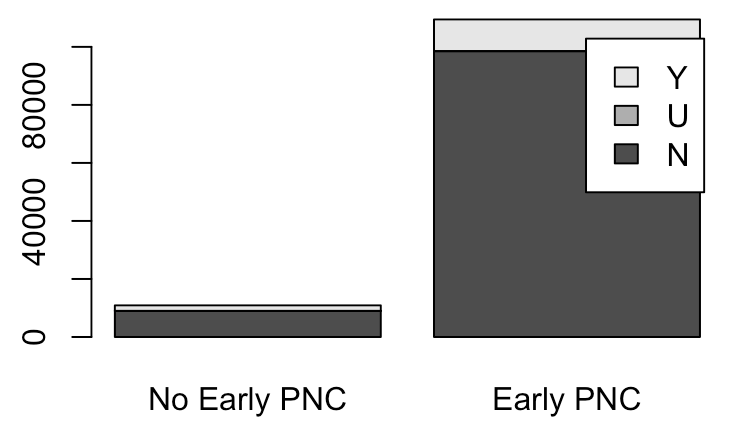 80000
40000
0
Y
U
N
No Early PNC
Early PNC